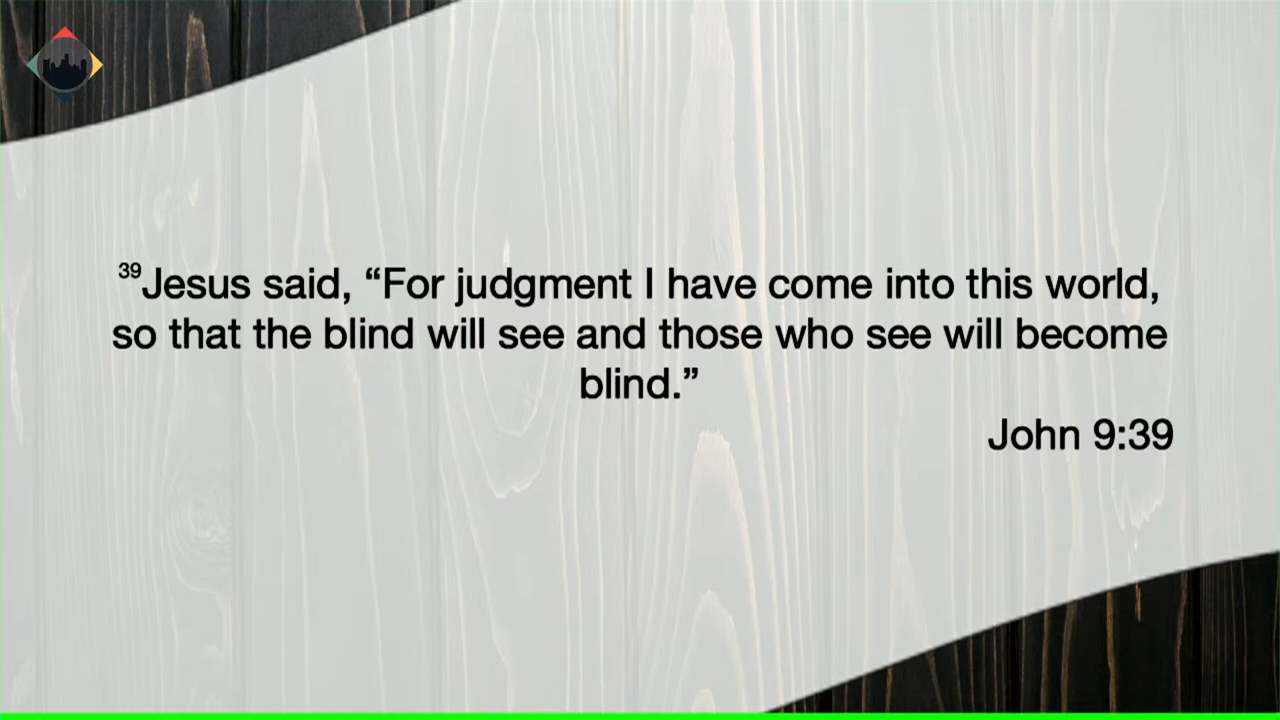 39Jesus said, “For judgment I have come into this world,
so that the blind will see and those who see will become
blind.”
John 9:39